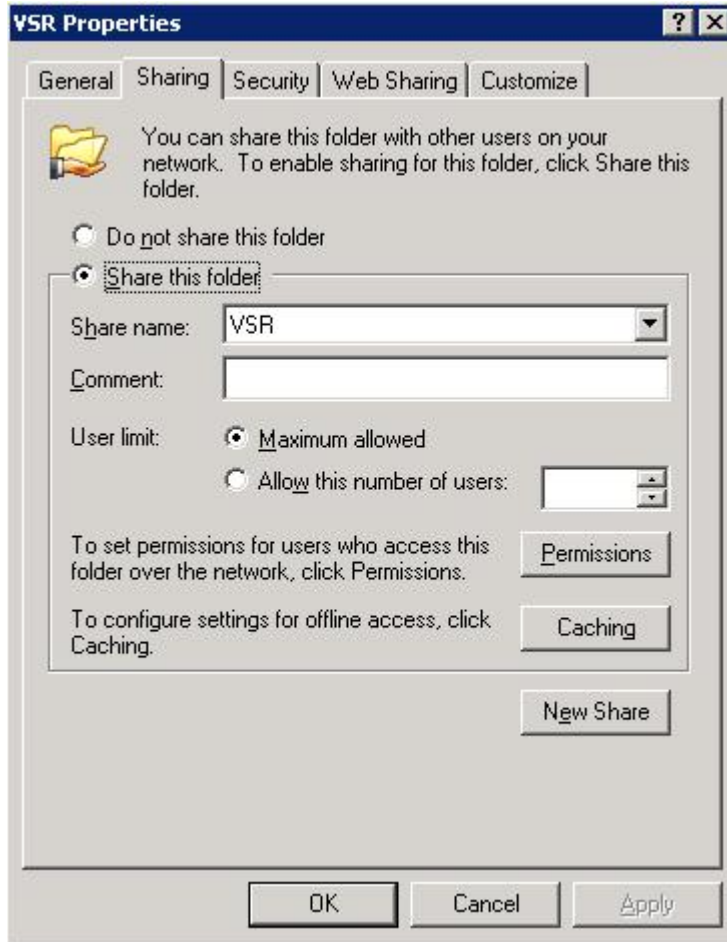 VSR Properties
General Sharing Security Web Sharing Customize
You can share this folder with other users on your
network. To enable sharing for this folder, click Share this
folder.
Do not share this folder
Share this folder
Share name: VSR
Comment:
User limit: Maximum allowed
Allow this number of users:
To set permissions for users who access this
folder over the network, click Permissions.
Permissions
To configure settings for offline access, click
Caching.
Caching
New Share
OK Cancel Apply